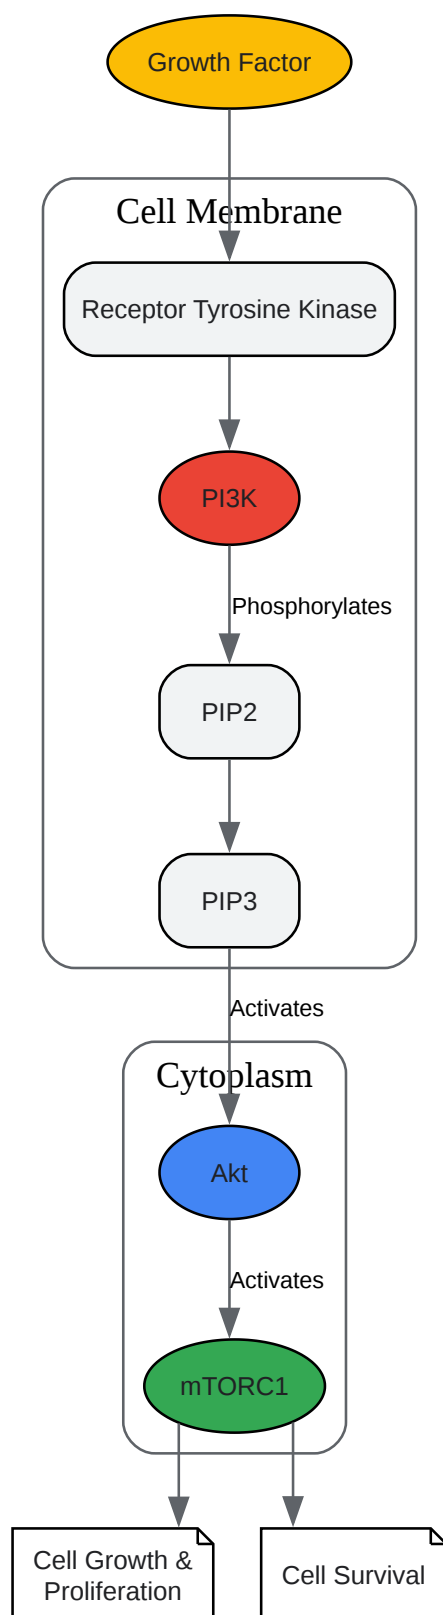 Growth Factor
Cell Membrane
Receptor Tyrosine Kinase
PI3K
Phosphorylates
PIP2
PIP3
Activates
Cytoplasm
Akt
Activates
mTORC1
Cell Growth &
Proliferation
Cell Survival